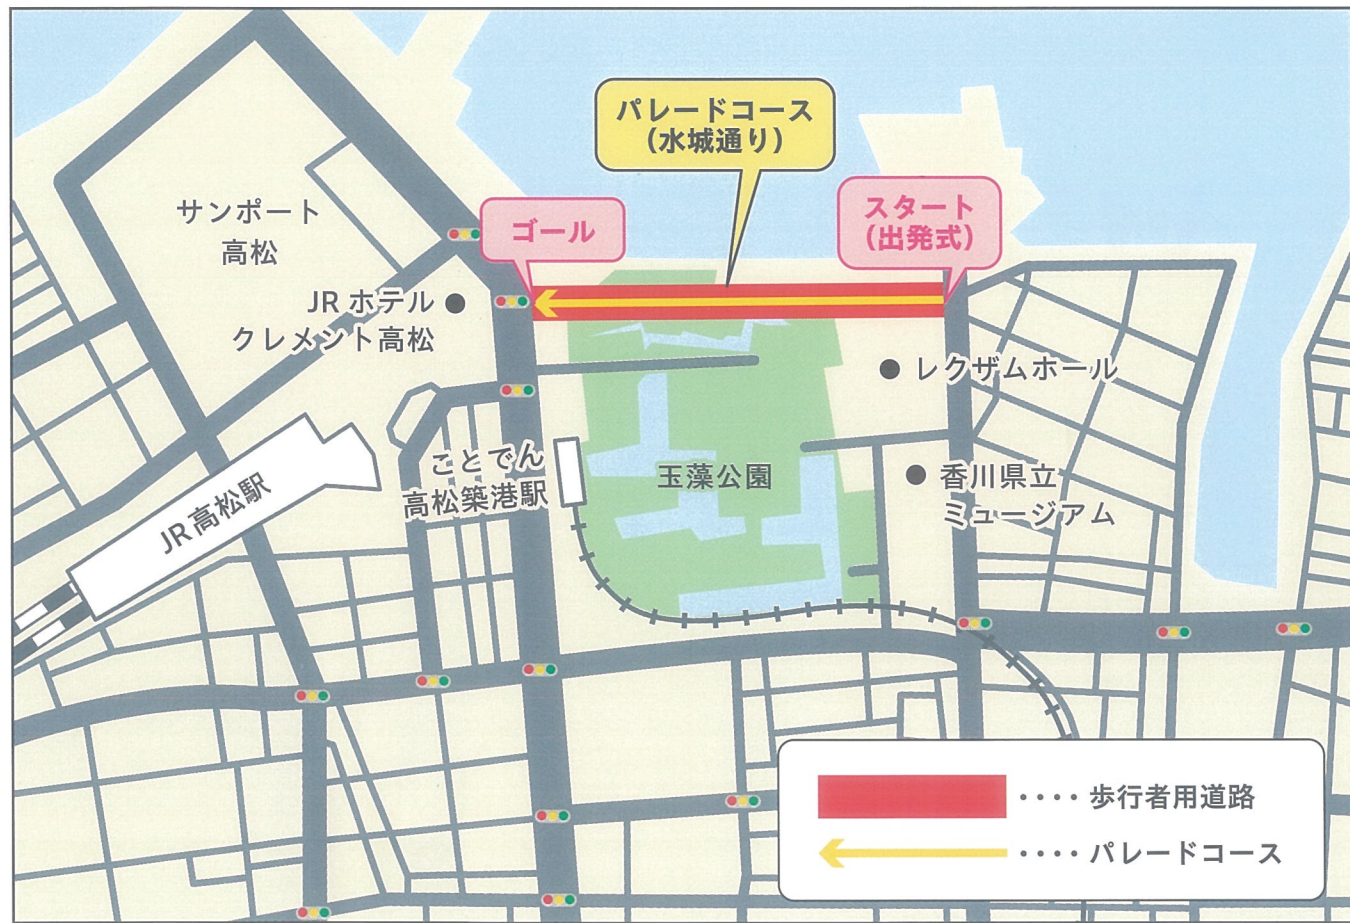 パレードコース
(水城通り)
スタート
(出発式)
ゴール
サンポート
高松
JRホテル
クレメント高松
レクザムホール
ことでん
高松築港駅
玉藻公園
香川県立
ミュージアム
JR高松駅
・・・・歩行者用道路
・・・・パレードコース